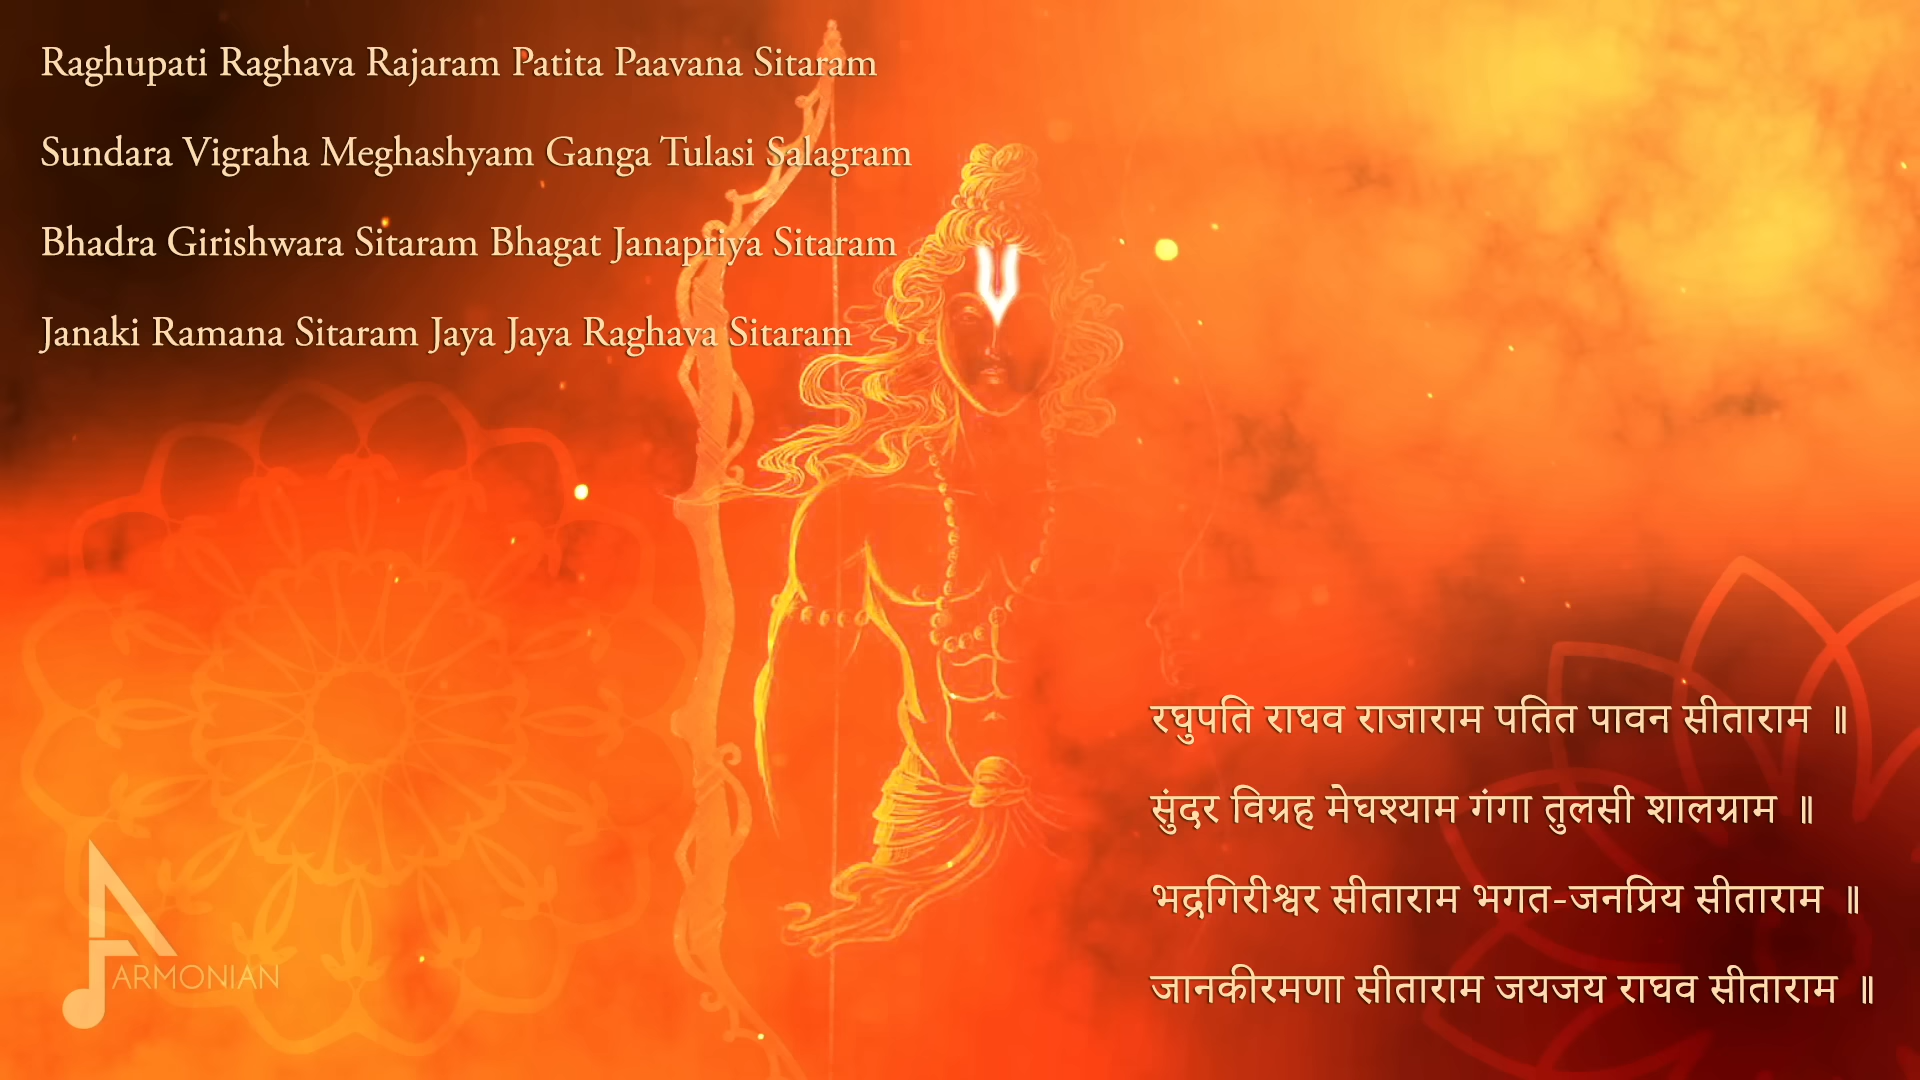 Raghupati Raghava Rajaram Patita Paavana Sitaram
Sundara Vigraha Meghashyam Ganga Tulasi Salagram
Bhadra Girishwara Sitaram Bhagat Janapriya Sitaram
Janaki Ramana Sitaram Jaya Jaya Raghava Sitaram
रघुपति राघव राजाराम पतित पावन सीताराम ॥
सुंदर विग्रह मेघश्याम गंगा तुलसी शालग्राम ॥
भद्रगिरीश्वर सीताराम भगत-जनप्रिय सीताराम ॥
जानकीरमणा सीताराम जयजय राघव सीताराम ॥
ARMONIAN